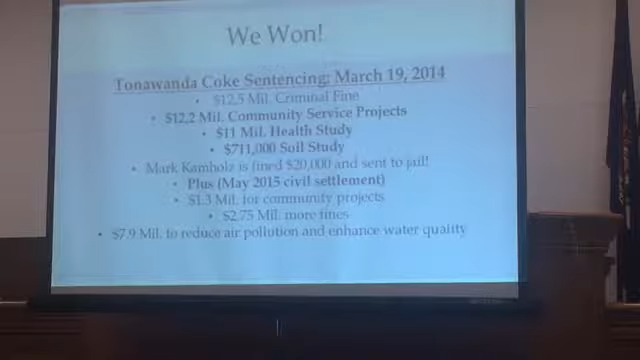 We Won!
Tonawanda Coke Sentencing: March 19, 2014
• $12.5 Mil. Criminal Fine
• $12.2 Mil. Community Service Projects
• $11 Mil. Health Study
• $711,000 Soil Study
• Mark Kamholz is fined $20,000 and sent to jail!
• Plus (May 2015 civil settlement)
• $1.3 Mil. for community projects
• $2.75 Mil. more fines
• $7.9 Mil. to reduce air pollution and enhance water quality